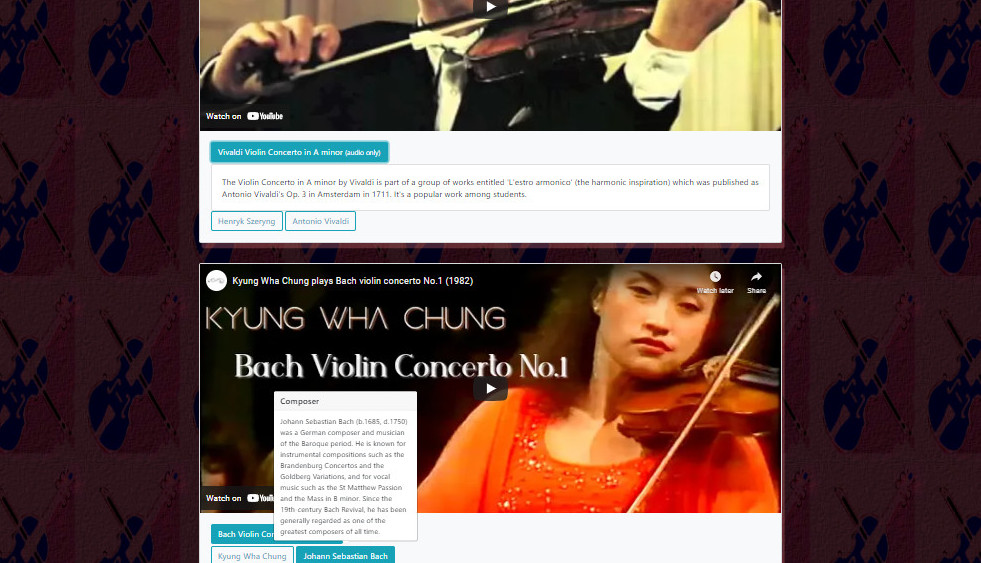 Watch on YouTube
Vivaldi Violin Concerto in A minor (audio only)
The Violin Concerto in A minor by Vivaldi is part of a group of works entitled 'L'estro armonico' (the harmonic inspiration) which was published as
Antonio Vivaldi's Op. 3 in Amsterdam in 1711. It's a popular work among students.
Henryk Szeryng Antonio Vivaldi
Kyung Wha Chung plays Bach violin concerto No.1 (1982)
Watch later Share
KYUNG WHA CHUNG
Bach Violin Concerto No.1
Composer
Johann Sebastian Bach (b.1685, d.1750)
was a German composer and musician
of the Baroque period. He is known for
instrumental compositions such as the
Brandenburg Concertos and the
Goldberg Variations, and for vocal
music such as the St Matthew Passion
and the Mass in B minor. Since the
19th century Bach Revival, he has been
generally regarded as one of the
greatest composers of all time.
Watch on
Bach Violin
Kyung Wha Chung Johann Sebastian Bach